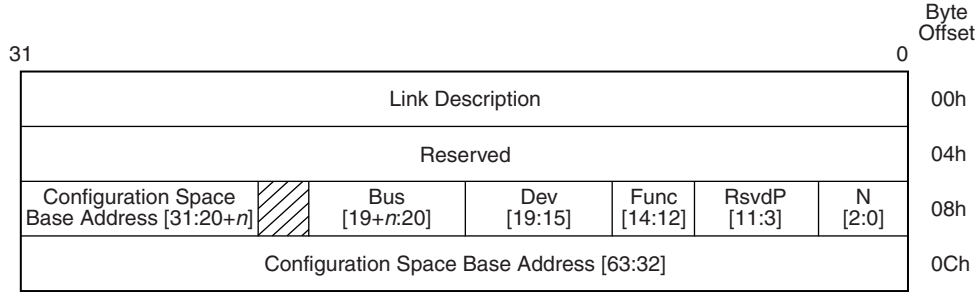 Byte
Offset
31 0
Link Description 00h
Reserved 04h
Configuration Space Bus Dev Func RsvdP N
Base Address [31:20+n] [19+n:20] [19:15] [14:12] [11:3] [2:0] 08h
Configuration Space Base Address [63:32] 0Ch